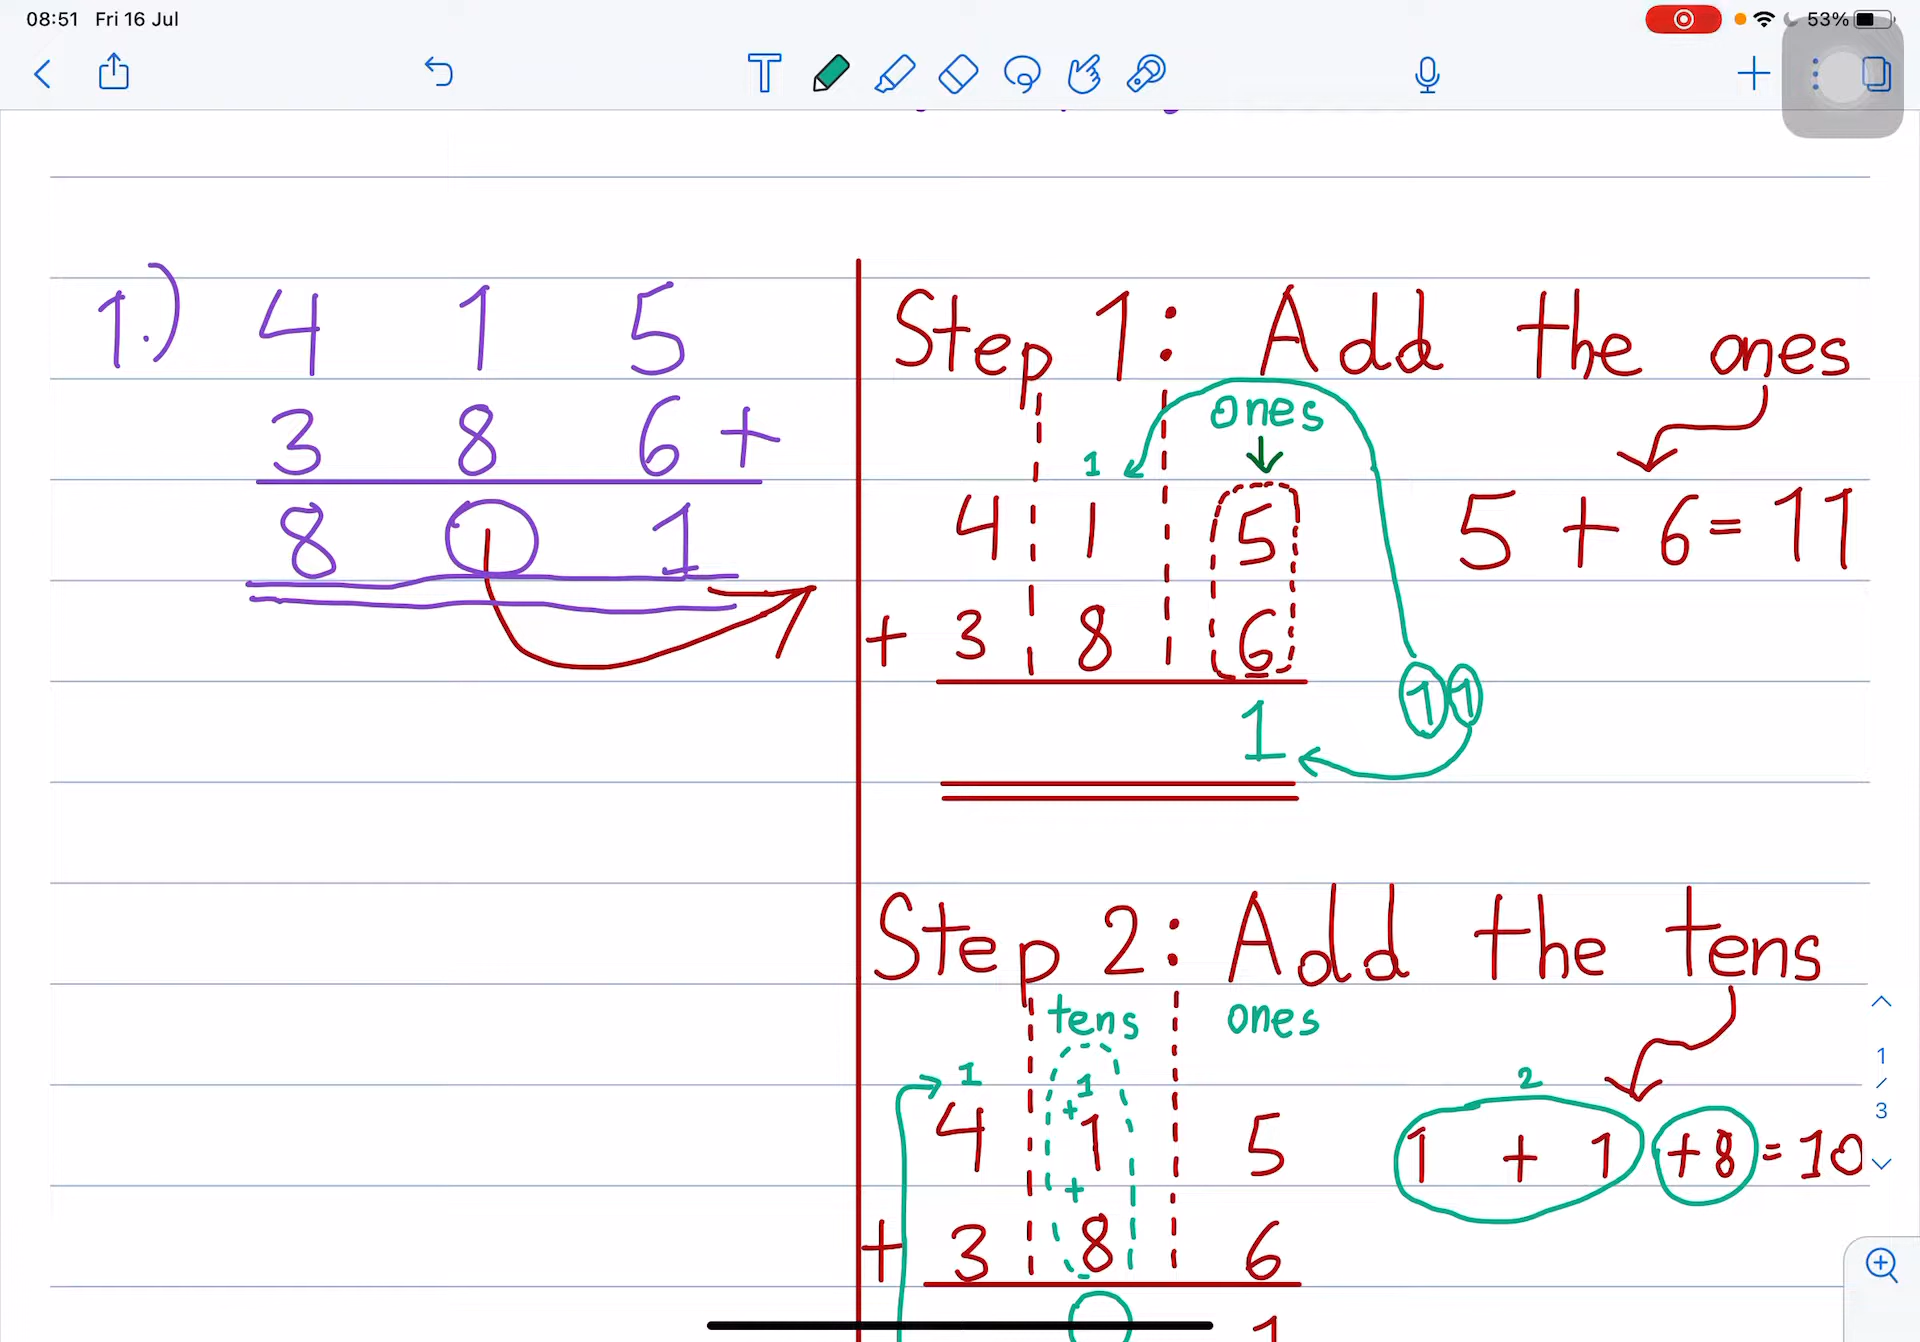 08:51 Fri 16 Jul
53%
1.) 4 1 5
3 8 6 +
8 0 1
Step 1: Add the ones
ones
1
4 1 5
5 + 6 = 11
+ 3 8 6
1 1
1
Step 2: Add the tens
tens ones
1 1 2
+
4 1 5
1 + 1 + 8 = 10
+
+ 3 8 6
0 1
1
/
3